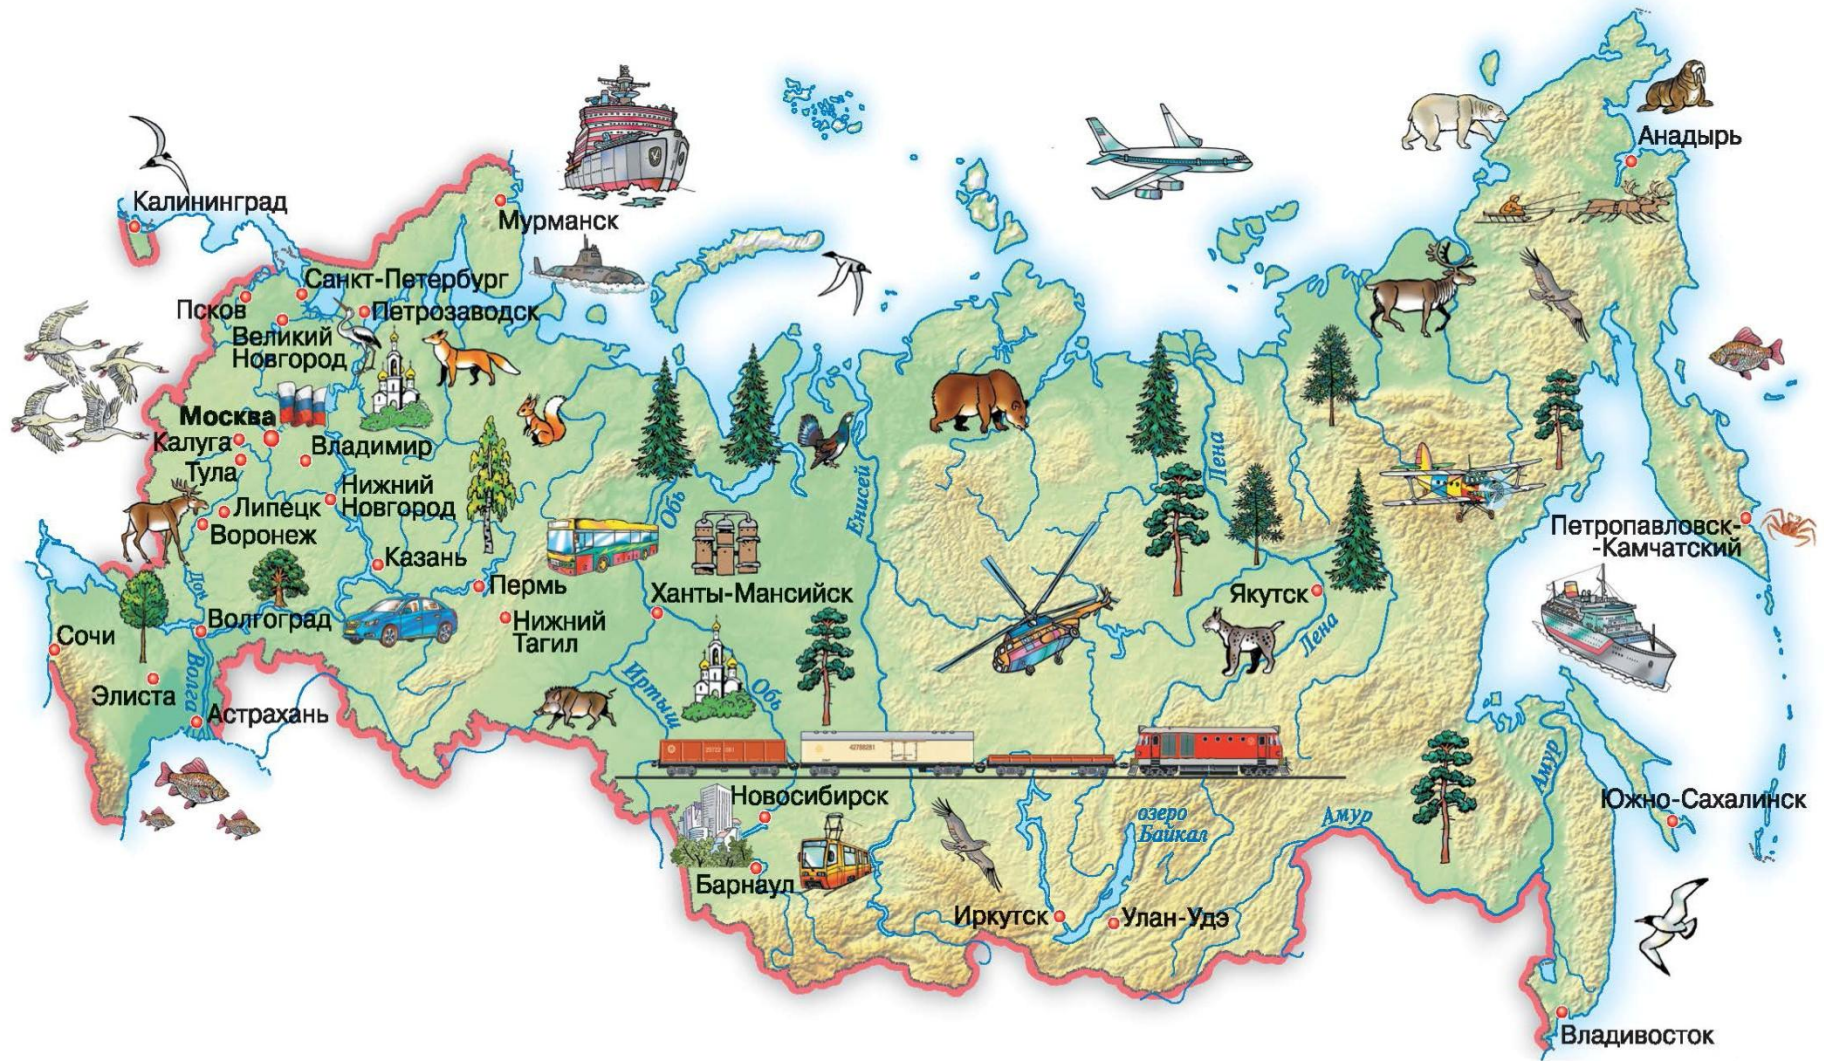 Анадырь
Калининград
Мурманск
Санкт-Петербург
Псков
Петрозаводск
Великий
Новгород
Москва
Калуга
Владимир
Тула
Нижний
Новгород
Липецк
Воронеж
Казань
Пермь
Дон
Волгоград
Нижний
Тагил
Сочи
Волга
Элиста
Астрахань
Обь
Енисей
Лена
Ханты-Мансийск
Иртыш
Обь
Якутск
Лена
Петропавловск-
-Камчатский
Новосибирск
Барнаул
озеро
Байкал
Амур
Амур
Южно-Сахалинск
Иркутск
Улан-Удэ
Владивосток